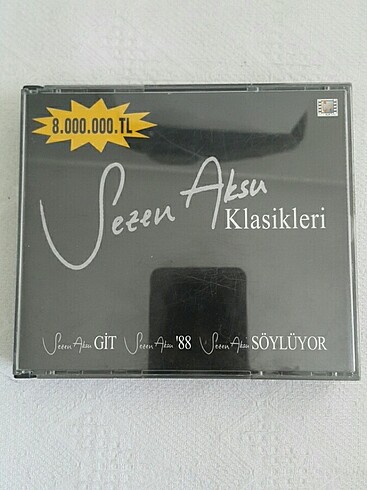 8.000.000.TL
Sezen Aksu
Klasikleri
Sezen Aksu GİT Sezen Aksu '88 Sezen Aksu SÖYLÜYOR